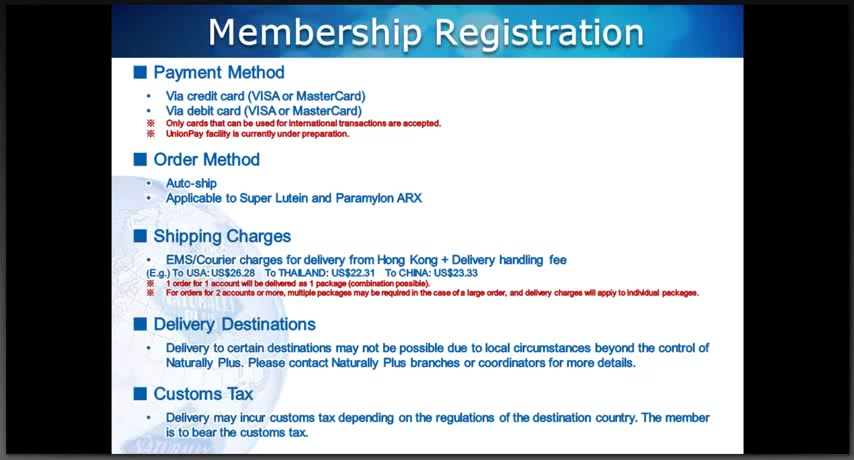 Membership Registration
■ Payment Method
• Via credit card (VISA or MasterCard)
• Via debit card (VISA or MasterCard)
※ Only cards that can be used for international transactions are accepted.
※ UnionPay facility is currently under preparation.
■ Order Method
• Auto-ship
• Applicable to Super Lutein and Paramylon ARX
■ Shipping Charges
• EMS/Courier charges for delivery from Hong Kong + Delivery handling fee
(E.g.) To USA: US$26.28 To THAILAND: US$22.31 To CHINA: US$23.33
※ 1 order for 1 account will be delivered as 1 package (combination possible).
※ For orders for 2 accounts or more, multiple packages may be required in the case of a large order, and delivery charges will apply to individual packages.
■ Delivery Destinations
• Delivery to certain destinations may not be possible due to local circumstances beyond the control of
Naturally Plus. Please contact Naturally Plus branches or coordinators for more details.
■ Customs Tax
• Delivery may incur customs tax depending on the regulations of the destination country. The member
is to bear the customs tax.